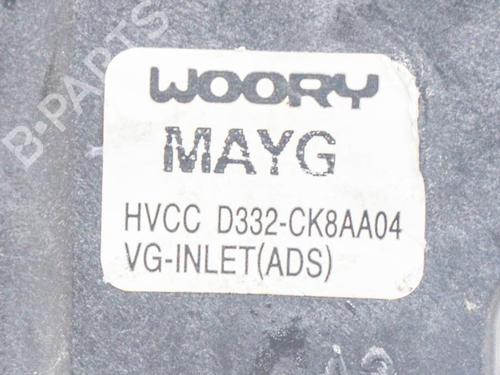 B-PARTS
WOORY
MAYG
HVCC D332-CK8AA04
VG-INLET(ADS)